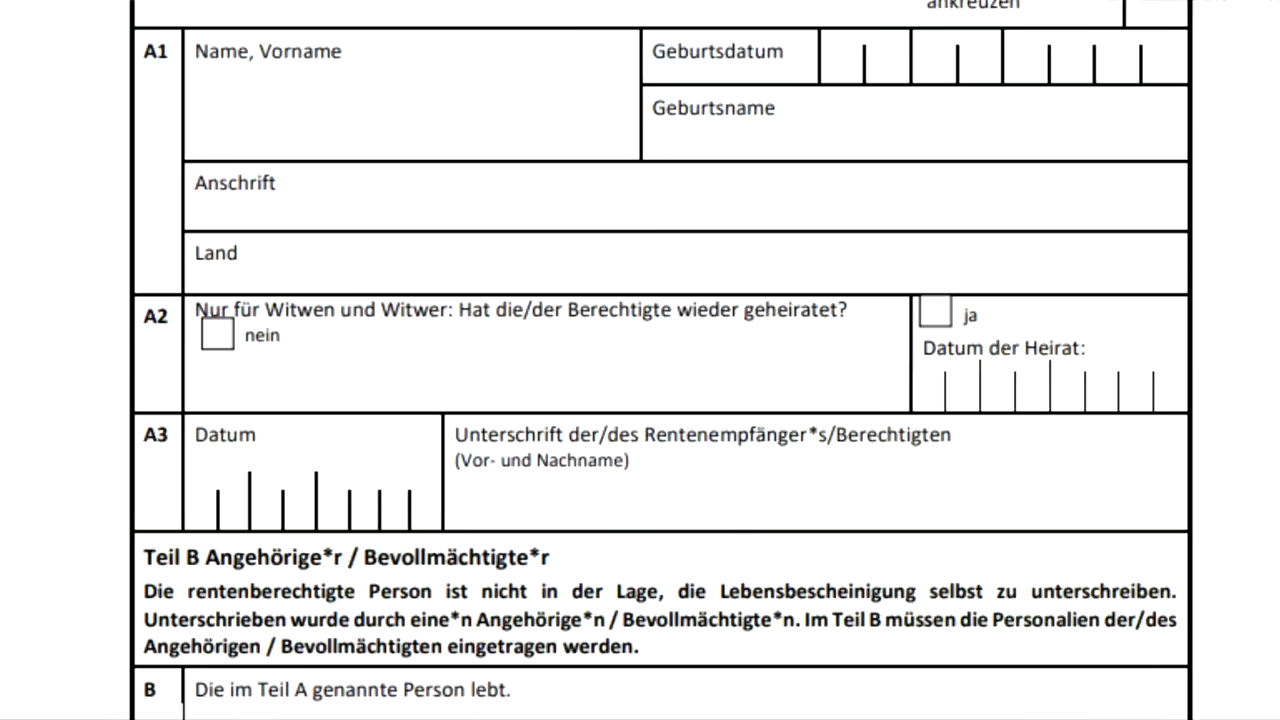 ankreuzen
A1 Name, Vorname Geburtsdatum
Geburtsname
Anschrift
Land
A2 Nur für Witwen und Witwer: Hat die/der Berechtigte wieder geheiratet? ja
nein
Datum der Heirat:
A3 Datum Unterschrift der/des Rentenempfänger*s/Berechtigten
(Vor- und Nachname)
Teil B Angehörige*r / Bevollmächtigte*r
Die rentenberechtigte Person ist nicht in der Lage, die Lebensbescheinigung selbst zu unterschreiben.
Unterschrieben wurde durch eine*n Angehörige*n / Bevollmächtigte*n. Im Teil B müssen die Personalien der/des
Angehörigen / Bevollmächtigten eingetragen werden.
B Die im Teil A genannte Person lebt.